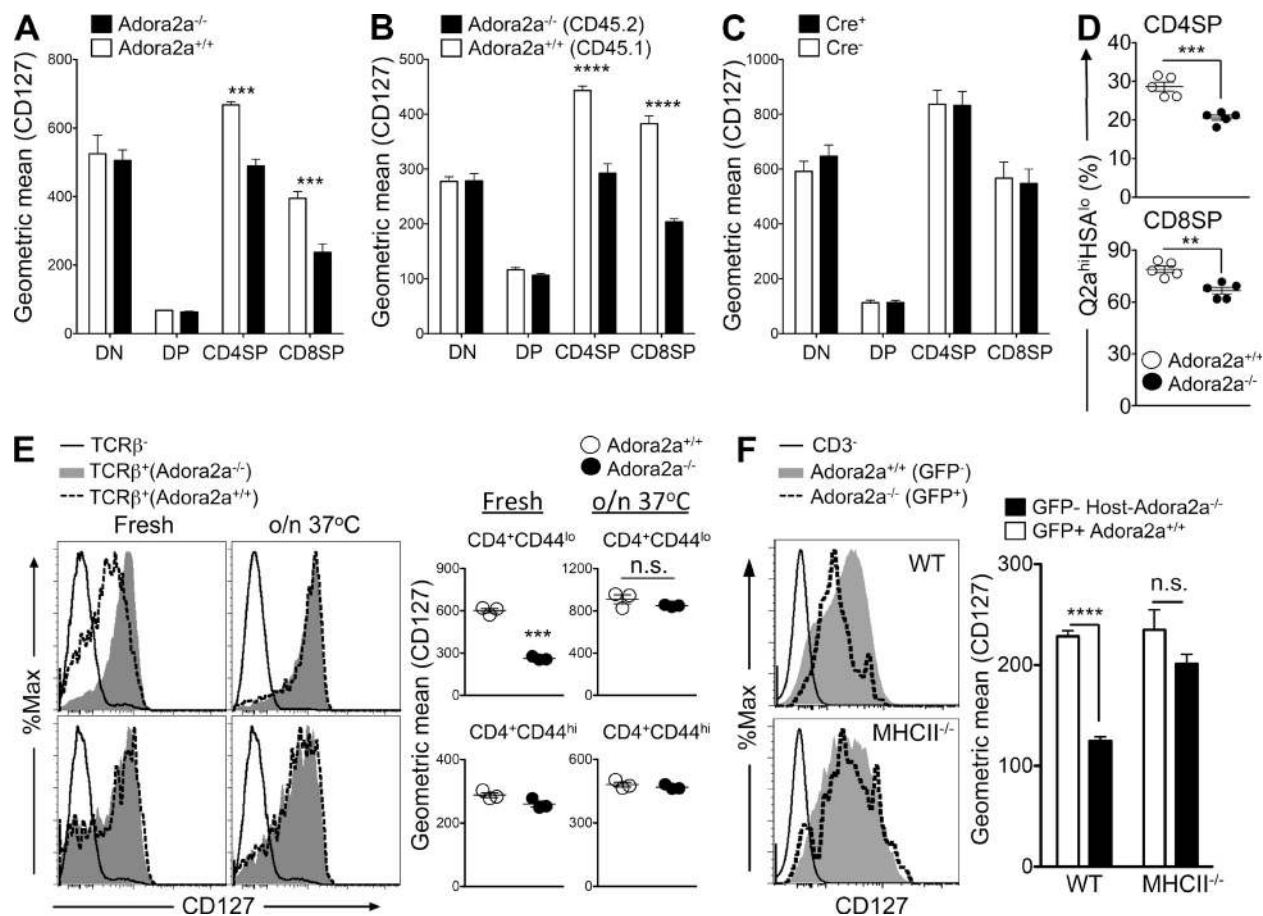 A
Adora2a-/-
Adora2a+/+
Geometric mean (CD127)
800
600
400
200
0
***
***
DN DP CD4SP CD8SP
B
Adora2a-/- (CD45.2)
Adora2a+/+ (CD45.1)
Geometric mean (CD127)
500
400
300
200
100
0
****
****
DN DP CD4SP CD8SP
C
Cre+
Cre-
Geometric mean (CD127)
1000
800
600
400
200
0
DN DP CD4SP CD8SP
D
CD4SP
Q2ahiHSAlo (%)
40
30
20
10
0
***
CD8SP
90
60
30
0
**
Adora2a+/+
Adora2a-/-
E
TCRβ-
TCRβ+(Adora2a-/-)
TCRβ+(Adora2a+/+)
Fresh o/n 37oC
%Max
CD127
Adora2a+/+
Adora2a-/-
Fresh o/n 37oC
Geometric mean (CD127)
CD4+CD44lo CD4+CD44lo
900
600
300
0
***
1200
800
400
0
n.s.
CD4+CD44hi CD4+CD44hi
400
200
0
600
300
0
F
CD3-
Adora2a+/+ (GFP-)
Adora2a-/- (GFP+)
WT
MHCII-/-
%Max
CD127
GFP- Host-Adora2a-/-
GFP+ Adora2a+/+
Geometric mean (CD127)
300
200
100
0
****
n.s.
WT MHCII-/-